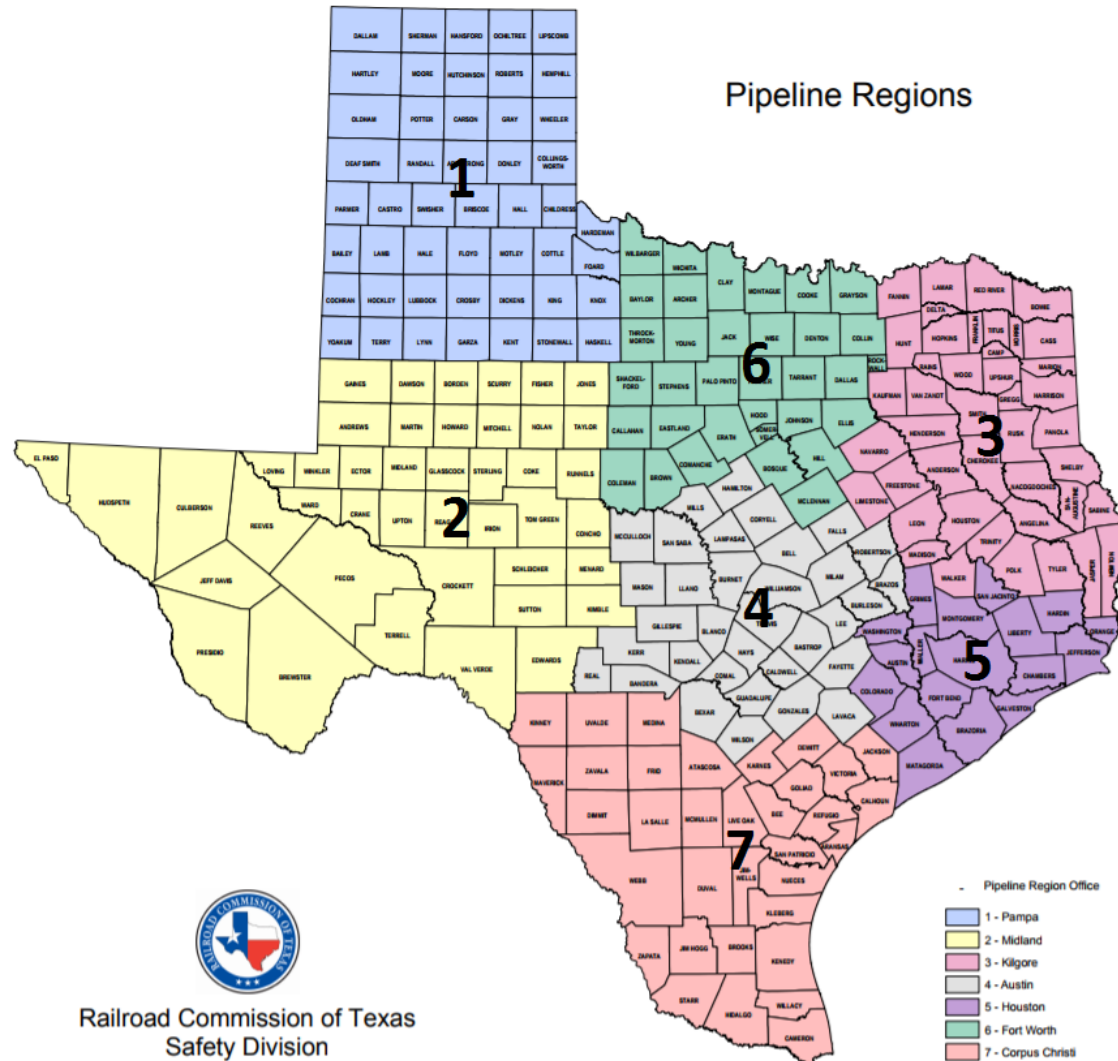 Pipeline Regions
DALLAM SHERMAN HANSFORD OCHILTREE LIPSCOMB
HARTLEY MOORE HUTCHINSON ROBERTS HEMPHILL
OLDHAM POTTER CARSON GRAY WHEELER
DEAF SMITH RANDALL DONLEY COLLINGS-
WORTH
1
PARMER CASTRO SWISHER BRISCOE HALL CHILDRESS
HARDEMAN
BAILEY LAMB HALE FLOYD MOTLEY COTTLE
FOARD
WILBARGER
WICHITA
CLAY MONTAGUE COOKE GRAYSON
FANNIN LAMAR RED RIVER BOWIE
COCHRAN HOCKLEY LUBBOCK CROSBY DICKENS KING KNOX
BAYLOR ARCHER
DELTA
HUNT HOPKINS FRANKLIN TITUS MORRIS CASS
YOAKUM TERRY LYNN GARZA KENT STONEWALL HASKELL
THROCK-
MORTON
YOUNG JACK WISE DENTON COLLIN
ROCK-
WALL
RAINS WOOD CAMP UPSHUR MARION
6
GAINES DAWSON BORDEN SCURRY FISHER JONES
SHACKEL-
FORD
STEPHENS PALO PINTO TARRANT DALLAS
KAUFMAN VAN ZANDT SMITH GREGG HARRISON
ANDREWS MARTIN HOWARD MITCHELL NOLAN TAYLOR
CALLAHAN EASTLAND ERATH HOOD
SOMER-
VELL
JOHNSON ELLIS
HENDERSON RUSK PANOLA
3
EL PASO HUDSPETH CULBERSON REEVES
LOVING WINKLER ECTOR MIDLAND GLASSCOCK STERLING COKE RUNNELS
COLEMAN BROWN COMANCHE BOSQUE HILL
NAVARRO ANDERSON CHEROKEE SHELBY
FREESTONE NACOGDOCHES
SAN
AUGUSTINE
SABINE
WARD CRANE UPTON IRION TOM GREEN CONCHO
2
HAMILTON MCLENNAN LIMESTONE
MILLS CORYELL FALLS LEON HOUSTON ANGELINA
MCCULLOCH SAN SABA LAMPASAS BELL ROBERTSON MADISON TRINITY
JEFF DAVIS PECOS CROCKETT SCHLEICHER MENARD
MASON LLANO BURNET WILLIAMSON MILAM BRAZOS
WALKER POLK TYLER JASPER
4
SUTTON KIMBLE
GILLESPIE BLANCO LEE BURLESON GRIMES SAN JACINTO HARDIN
PRESIDIO BREWSTER TERRELL VAL VERDE EDWARDS
REAL KERR KENDALL HAYS BASTROP
WASHINGTON MONTGOMERY LIBERTY ORANGE
BANDERA COMAL CALDWELL FAYETTE AUSTIN WALLER JEFFERSON
5
CHAMBERS
BEXAR GUADALUPE GONZALES LAVACA COLORADO FORT BEND GALVESTON
WILSON WHARTON BRAZORIA
MATAGORDA
KINNEY UVALDE MEDINA
ATASCOSA KARNES DEWITT JACKSON
MAVERICK ZAVALA FRIO
VICTORIA
GOLIAD CALHOUN
DIMMIT LA SALLE MCMULLEN LIVE OAK BEE REFUGIO
ARANSAS
7
SAN PATRICIO
WEBB DUVAL
WELLS
NUECES
KLEBERG
ZAPATA JIM HOGG BROOKS KENEDY
STARR HIDALGO WILLACY
CAMERON
RAILROAD COMMISSION OF TEXAS
Railroad Commission of Texas
Safety Division
- Pipeline Region Office
1 - Pampa
2 - Midland
3 - Kilgore
4 - Austin
5 - Houston
6 - Fort Worth
7 - Corpus Christi